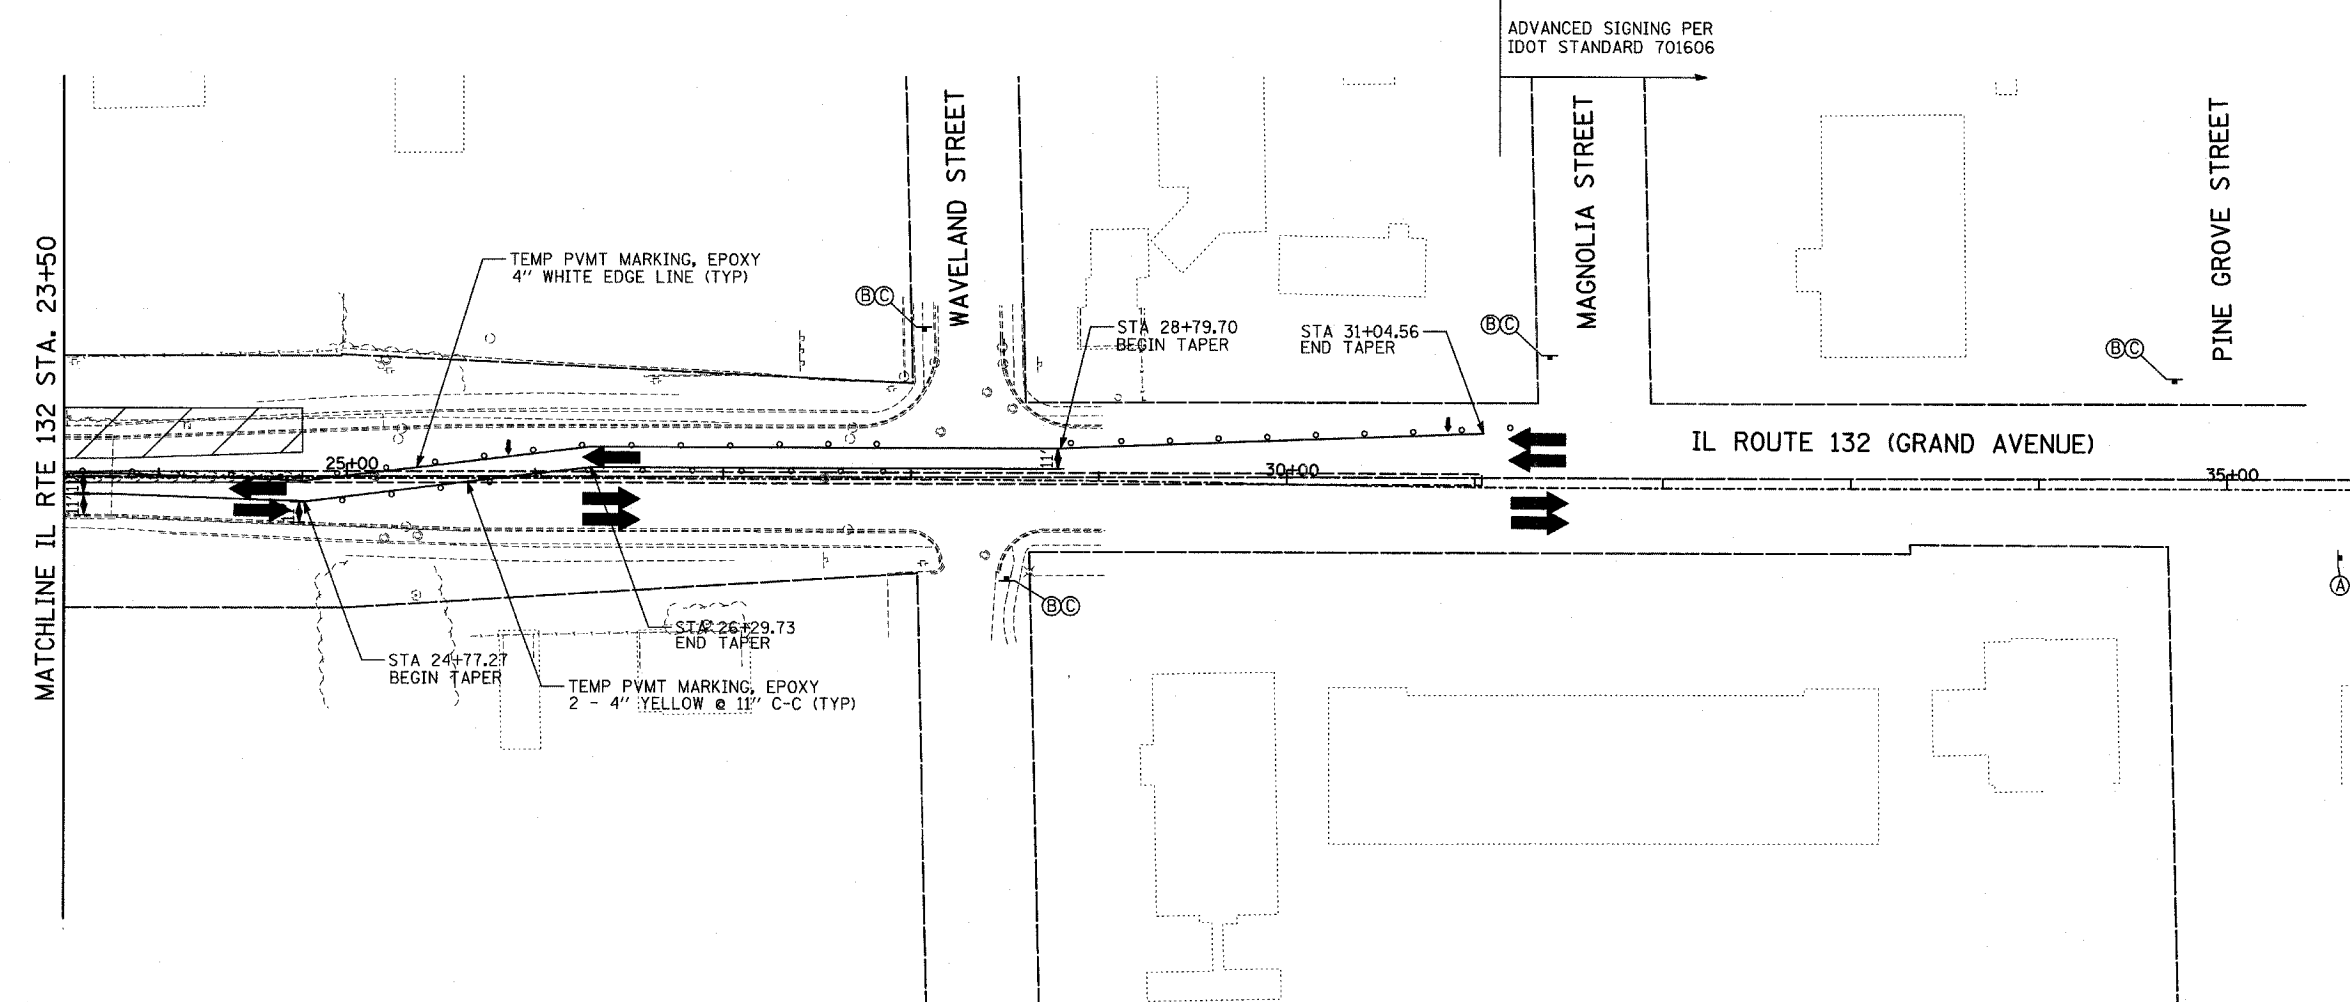 ADVANCED SIGNING PER
IDOT STANDARD 701606
MATCHLINE IL RTE 132 STA. 23+50
WAVELAND STREET
MAGNOLIA STREET
PINE GROVE STREET
TEMP PVMT MARKING, EPOXY
4" WHITE EDGE LINE (TYP)
B C
STA 28+79.70
BEGIN TAPER
STA 31+04.56
END TAPER
B C
B C
IL ROUTE 132 (GRAND AVENUE)
25+00
30+00
35+00
11'
11'
11'
B C
A
STA 26+29.73
END TAPER
STA 24+77.27
BEGIN TAPER
TEMP PVMT MARKING, EPOXY
2 - 4" YELLOW @ 11" C-C (TYP)